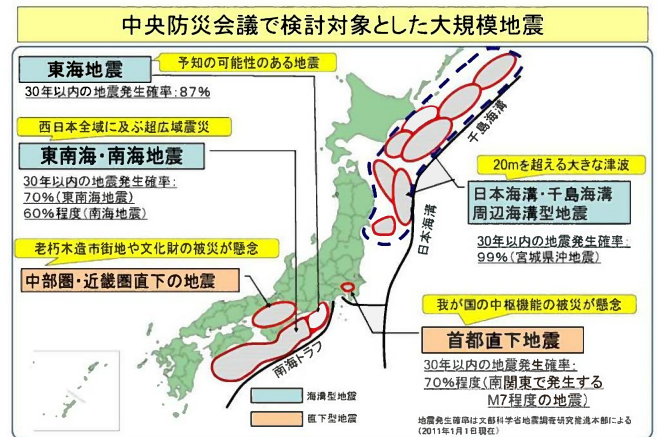 中央防災会議で検討対象とした大規模地震
東海地震
予知の可能性のある地震
30年以内の地震発生確率:87%
西日本全域に及ぶ超広域震災
東南海・南海地震
30年以内の地震発生確率:
70%(東南海地震)
60%程度(南海地震)
老朽木造市街地や文化財の被災が懸念
中部圏・近畿圏直下の地震
千島海溝
20mを超える大きな津波
日本海溝・千島海溝
周辺海溝型地震
30年以内の地震発生確率:
99%(宮城県沖地震)
日本海溝
我が国の中枢機能の被災が懸念
首都直下地震
30年以内の地震発生確率:
70%程度(南関東で発生する
M7程度の地震)
南海トラフ
海溝型地震
直下型地震
地震発生確率は文部科学省地震調査研究推進本部による
(2011年1月1日現在)